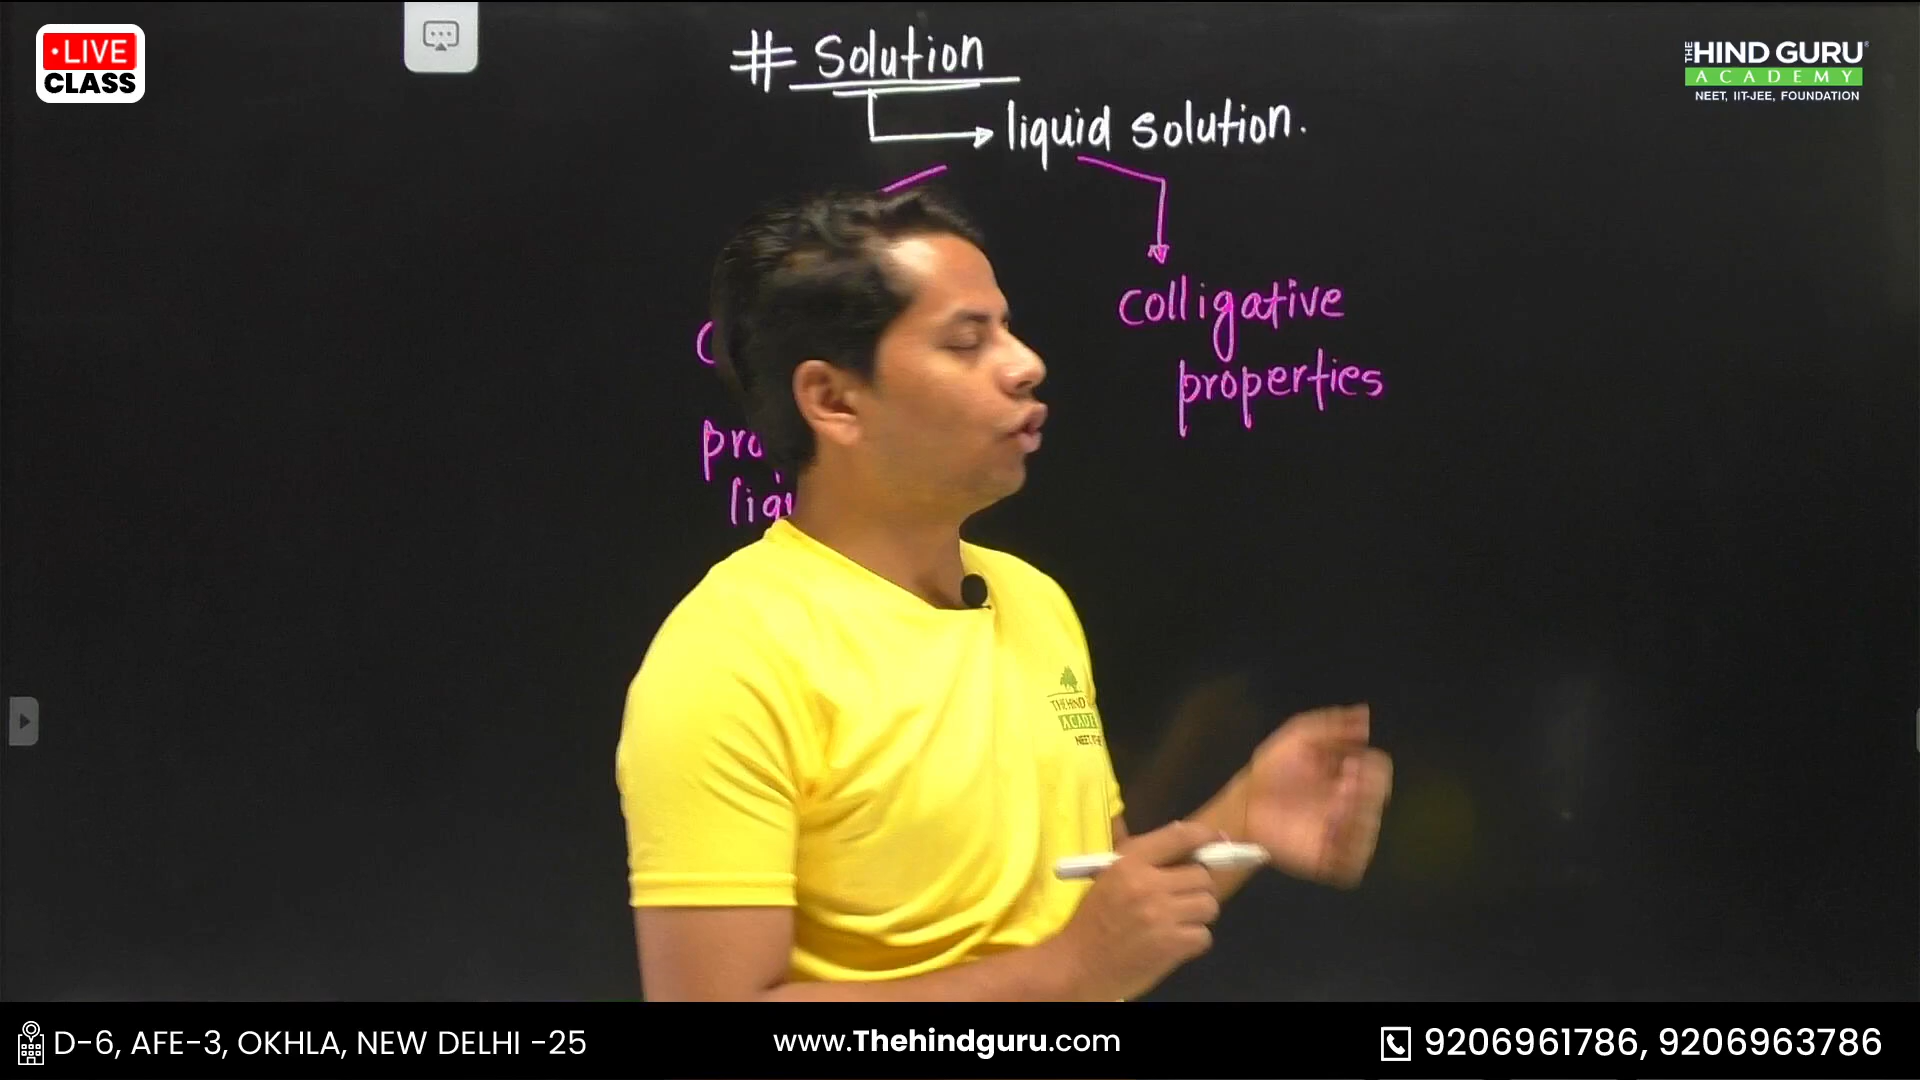 • LIVE
CLASS
# Solution
liquid solution.
THE HIND GURU
ACADEMY
NEET, IIT-JEE, FOUNDATION
Colligative
properties
D-6, AFE-3, OKHLA, NEW DELHI -25
www.Thehindguru.com
9206961786, 9206963786